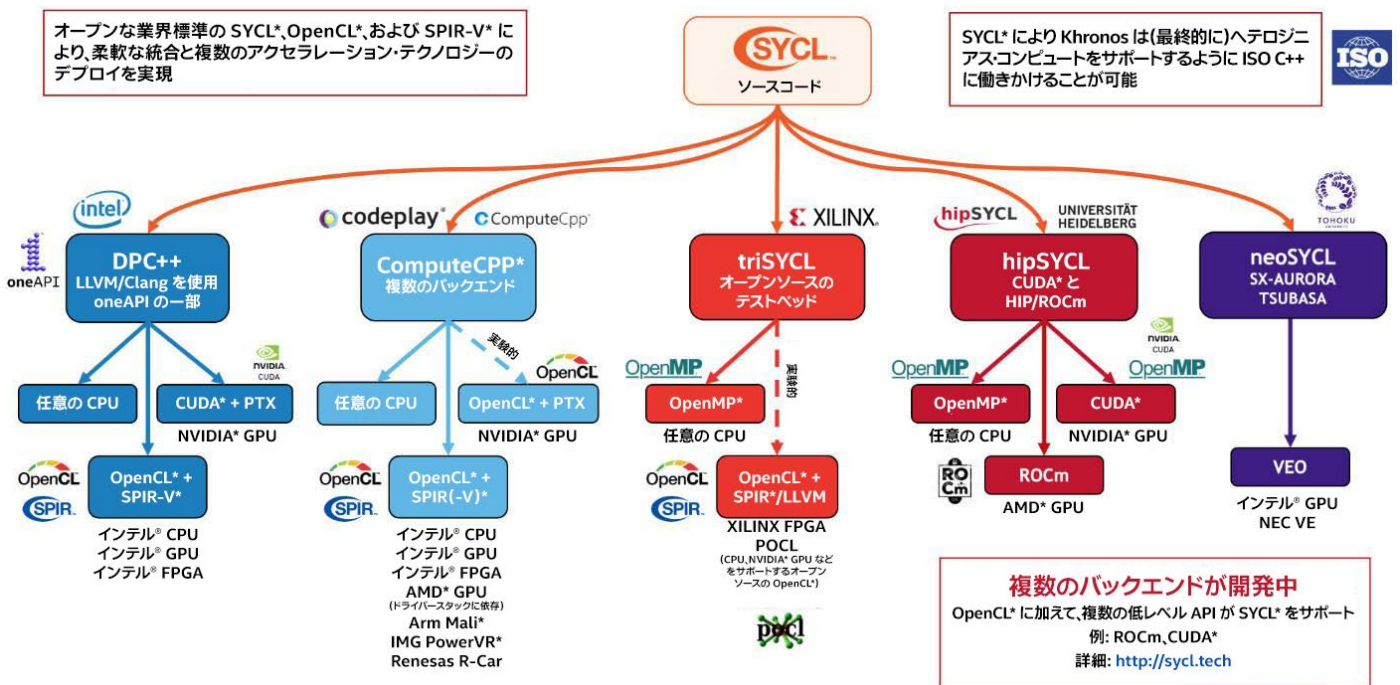 オープンな業界標準の SYCL*、OpenCL*、および SPIR-V* に
より、柔軟な統合と複数のアクセラレーション・テクノロジーの
デプロイを実現
SYCL™
ソースコード
SYCL* により Khronos は(最終的に)ヘテロジニ
アス・コンピュートをサポートするように ISO C++
に働きかけることが可能
ISO
intel
oneAPI
DPC++
LLVM/Clang を使用
oneAPI の一部
NVIDIA
CUDA
任意の CPU
CUDA* + PTX
NVIDIA* GPU
OpenCL
SPIR
OpenCL* +
SPIR-V*
インテル® CPU
インテル® GPU
インテル® FPGA
codeplay®
ComputeCpp
ComputeCPP*
複数のバックエンド
実験的
OpenCL
任意の CPU
OpenCL* + PTX
NVIDIA* GPU
OpenCL
SPIR
OpenCL* +
SPIR(-V)*
インテル® CPU
インテル® GPU
インテル® FPGA
AMD* GPU
(ドライバースタックに依存)
Arm Mali*
IMG PowerVR*
Renesas R-Car
XILINX
triSYCL
オープンソースの
テストベッド
実験的
OpenMP
OpenMP*
任意の CPU
OpenCL
SPIR
OpenCL* +
SPIR*/LLVM
XILINX FPGA
POCL
(CPU、NVIDIA* GPU など
をサポートするオープン
ソースの OpenCL*)
pocl
hipSYCL
UNIVERSITÄT
HEIDELBERG
hipSYCL
CUDA* と
HIP/ROCm
NVIDIA
CUDA
OpenMP
OpenMP
OpenMP*
CUDA*
任意の CPU
NVIDIA* GPU
ROCm
ROCm
AMD* GPU
TOHOKU
UNIVERSITY
neoSYCL
SX-AURORA
TSUBASA
VEO
インテル® GPU
NEC VE
複数のバックエンドが開発中
OpenCL* に加えて、複数の低レベル API が SYCL* をサポート
例: ROCm、CUDA*
詳細: http://sycl.tech